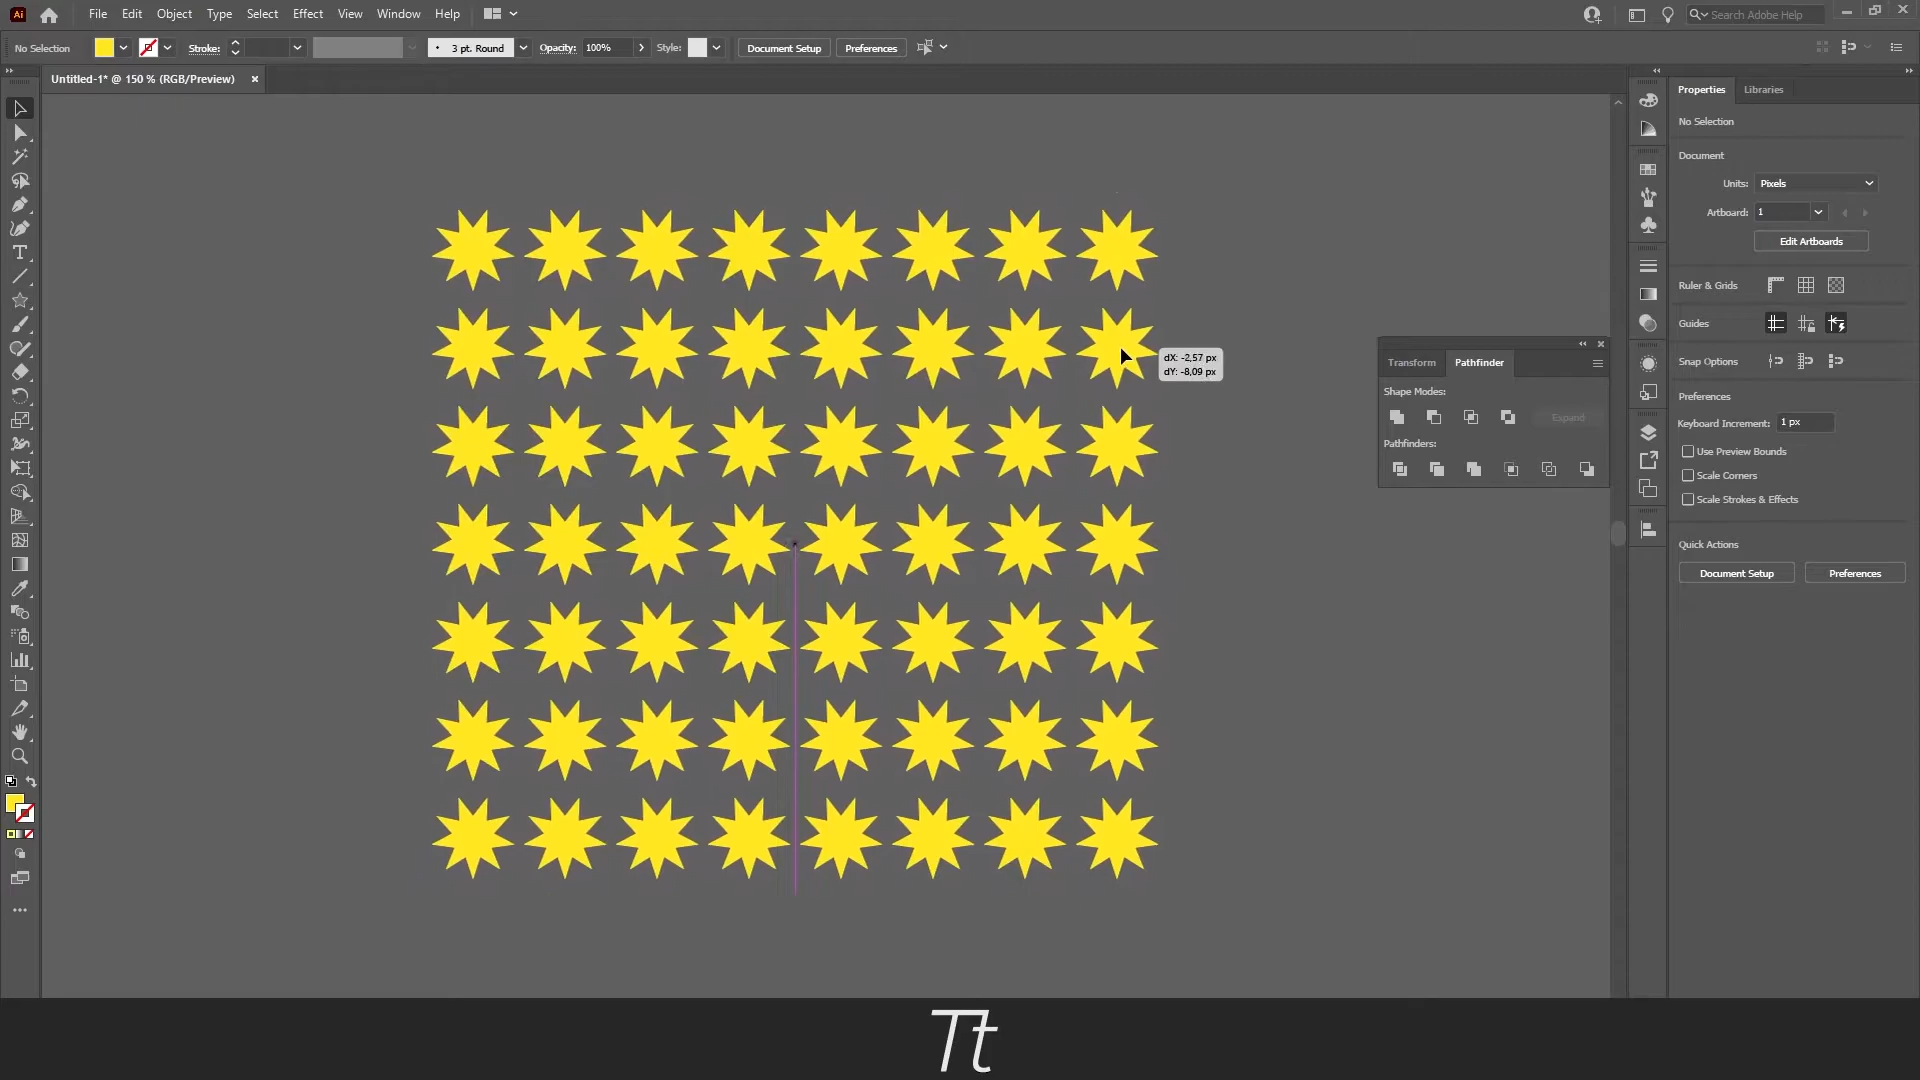 Ai File Edit Object Type Select Effect View Window Help Search Adobe Help
No Selection Stroke: 3 pt. Round Opacity: 100% Style: Document Setup Preferences
Untitled-1* @ 150 % (RGB/Preview)
Properties Libraries
No Selection
Document
Units: Pixels
Artboard: 1
Edit Artboards
Ruler & Grids
Guides
Snap Options
Preferences
Keyboard Increment: 1 px
Use Preview Bounds
Scale Corners
Scale Strokes & Effects
Quick Actions
Document Setup Preferences
Transform Pathfinder
Shape Modes:
Expand
Pathfinders:
dX: -2,57 px
dY: -8,09 px
Tt